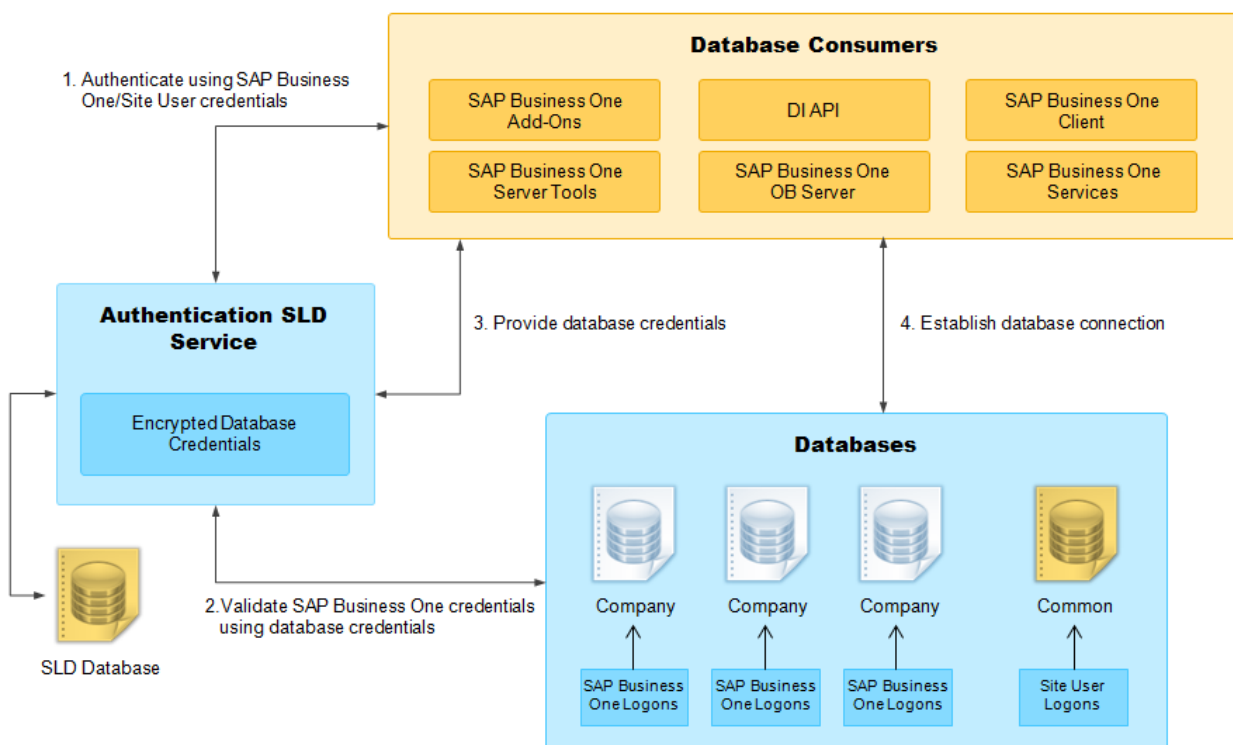 Database Consumers
1. Authenticate using SAP Business
One/Site User credentials
SAP Business One
Add-Ons
DI API
SAP Business One
Client
SAP Business One
Server Tools
SAP Business One
OB Server
SAP Business One
Services
Authentication SLD
Service
3. Provide database credentials
4. Establish database connection
Encrypted Database
Credentials
Databases
Company
Company
Company
Common
2.Validate SAP Business One credentials
using database credentials
SLD Database
SAP Business
One Logons
SAP Business
One Logons
SAP Business
One Logons
Site User
Logons